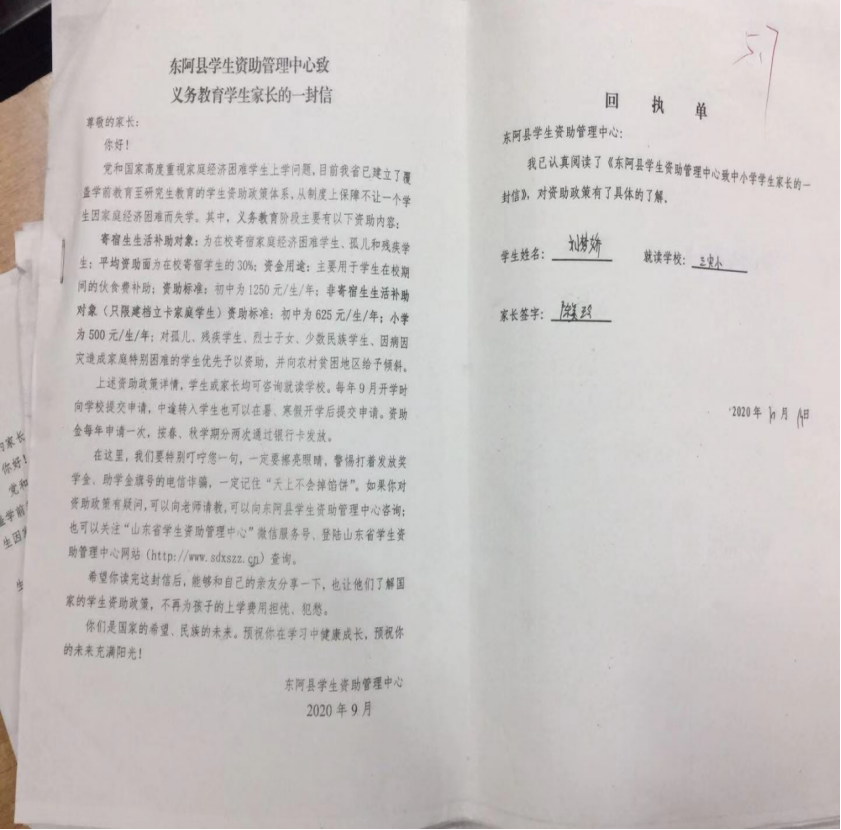 东阿县学生资助管理中心致
义务教育学生家长的一封信
尊敬的家长：
你好！
党和国家高度重视家庭经济困难学生上学问题，目前我省已建立了覆
盖学前教育至研究生教育的学生资助政策体系，从制度上保障不让一个学
生因家庭经济困难而失学。其中，义务教育阶段主要有以下资助内容：
寄宿生生活补助对象：为在校寄宿家庭经济困难学生、孤儿和残疾学
生；平均资助面为在校寄宿学生的30%；资金用途：主要用于学生在校期
间的伙食费补助；资助标准：初中为1250元/生/年；非寄宿生生活补助
对象（只限建档立卡家庭学生）资助标准：初中为625元/生/年；小学
为500元/生/年；对孤儿、残疾学生、烈士子女、少数民族学生、因病因
灾造成家庭特别困难的学生优先予以资助，并向农村贫困地区给予倾斜。
上述资助政策详情，学生或家长均可咨询就读学校。每年9月开学时
向学校提交申请，中途转入学生也可以在暑、寒假开学后提交申请。资助
金每年申请一次，按春、秋学期分两次通过银行卡发放。
在这里，我们要特别叮咛您一句，一定要擦亮眼睛，警惕打着发放奖
学金、助学金旗号的电信诈骗，一定记住“天上不会掉馅饼”。如果你对
资助政策有疑问，可以向老师请教，可以向东阿县学生资助管理中心咨询；
也可以关注“山东省学生资助管理中心”微信服务号、登陆山东省学生资
助管理中心网站（http://www.sdxszz.cn）查询。
希望你读完这封信后，能够和自己的亲友分享一下，也让他们了解国
家的学生资助政策，不再为孩子的上学费用担忧、犯愁。
你们是国家的希望、民族的未来。预祝你在学习中健康成长，预祝你
的未来充满阳光！
东阿县学生资助管理中心
2020年9月
5.7
回执单
东阿县学生资助管理中心：
我已认真阅读了《东阿县学生资助管理中心致中小学学生家长的一
封信》，对资助政策有了具体的了解。
学生姓名：刘梦娇 就读学校：三实小
家长签字：
2020年 月 日